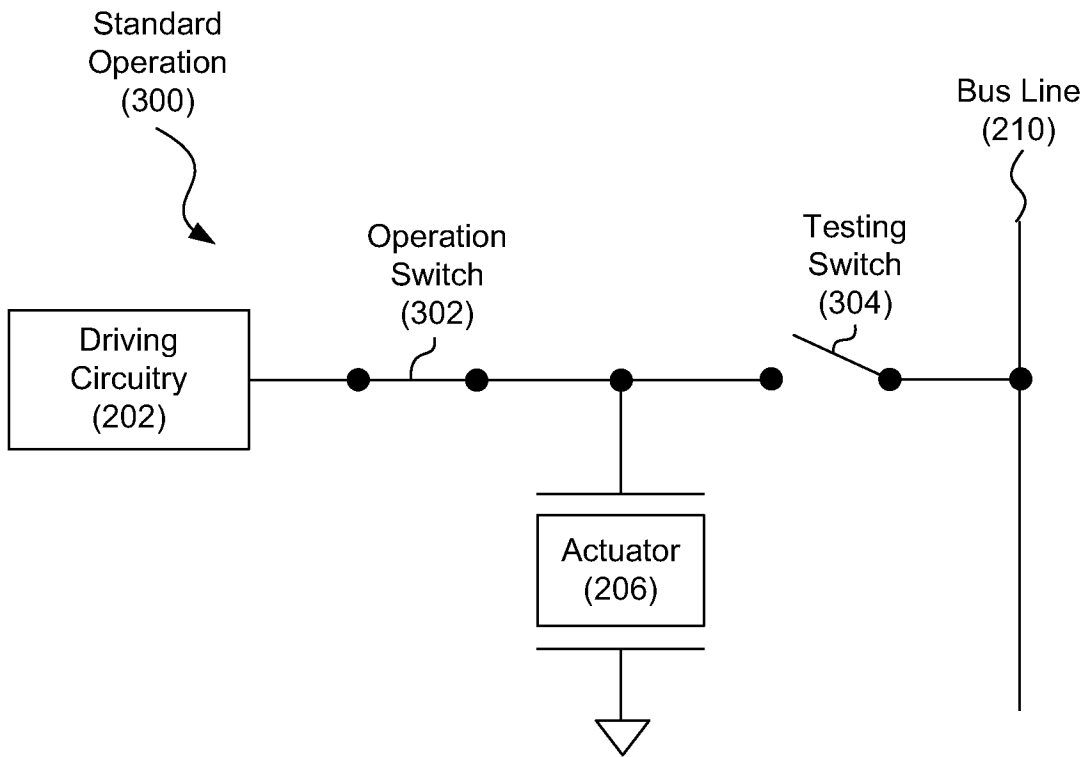 Standard
Operation
(300)
Bus Line
(210)
Operation
Switch
(302)
Testing
Switch
(304)
Driving
Circuitry
(202)
Actuator
(206)